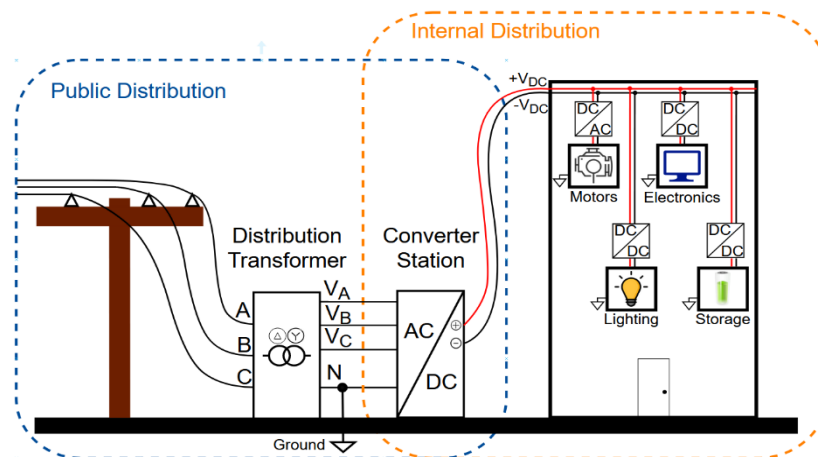 Internal Distribution
Public Distribution
+VDC
-VDC
DC
AC
DC
DC
Motors
Electronics
Distribution
Transformer
Converter
Station
DC
DC
DC
DC
Lighting
Storage
A
B
C
VA
VB
VC
N
AC
DC
Ground